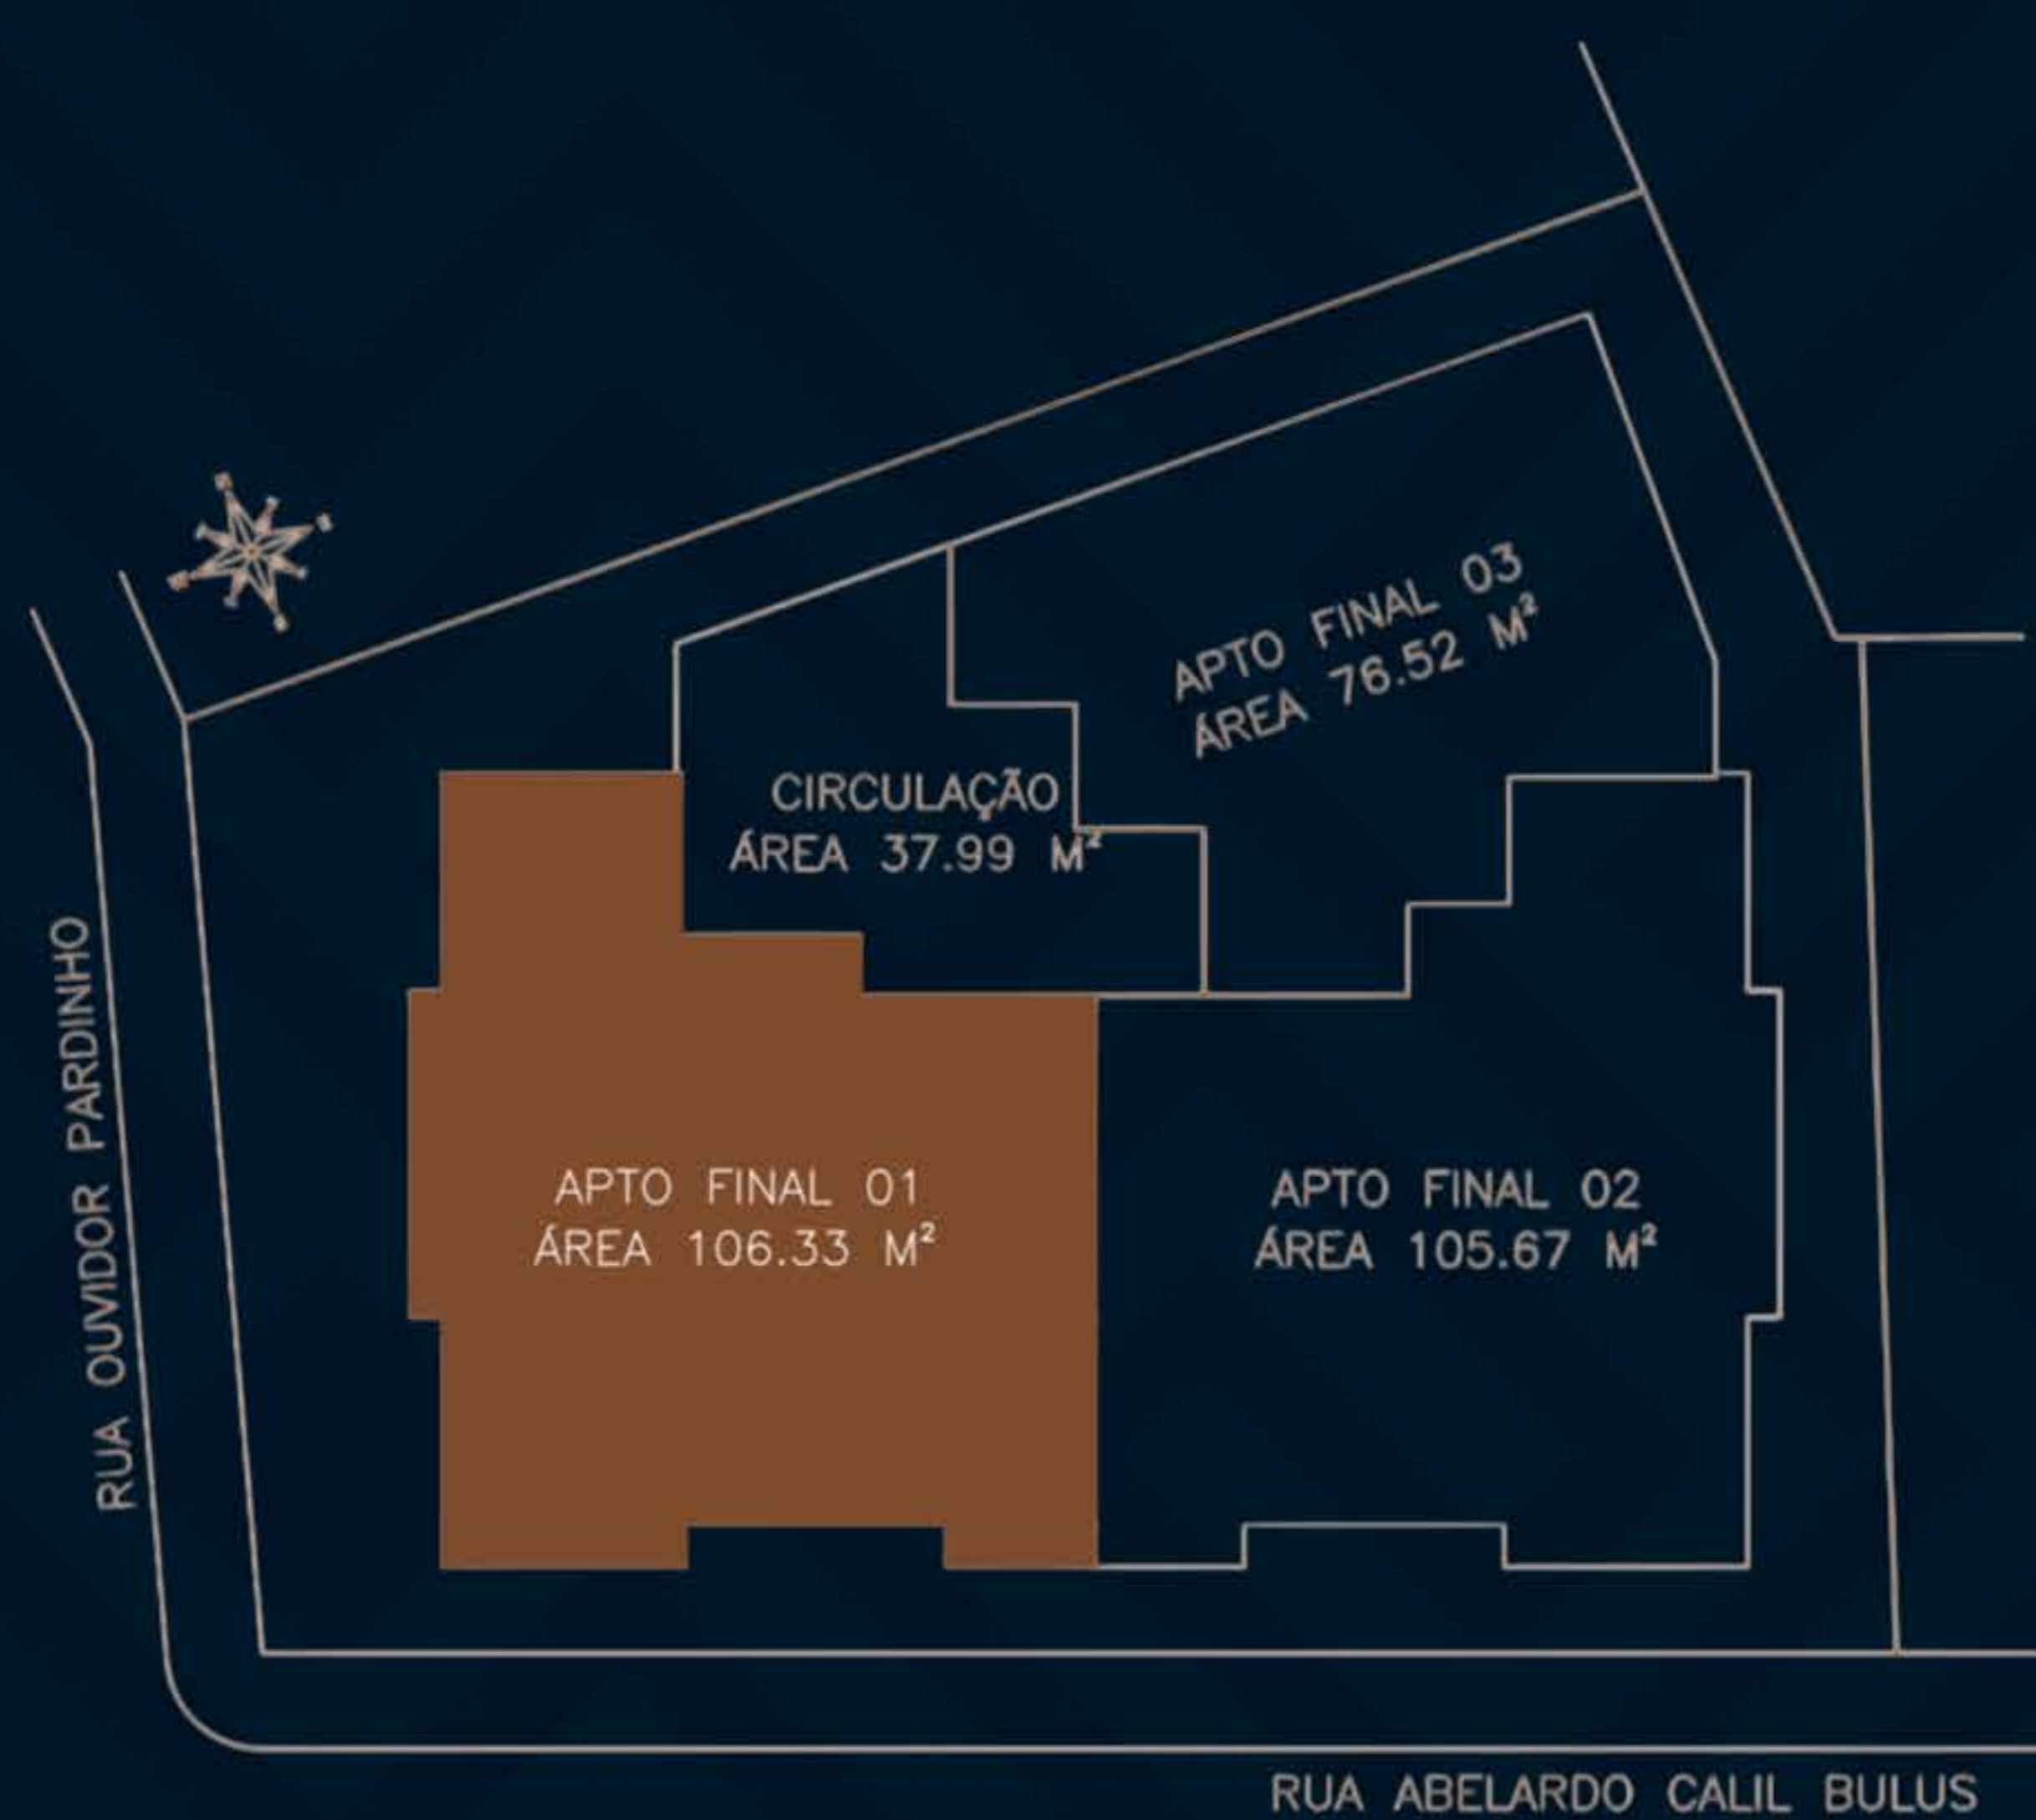 APTO FINAL 03
ÁREA 76.52 M²
CIRCULAÇÃO
ÁREA 37.99 M²
APTO FINAL 01
ÁREA 106.33 M²
APTO FINAL 02
ÁREA 105.67 M²
RUA OUVIDOR PARDINHO
RUA ABELARDO CALIL BULUS